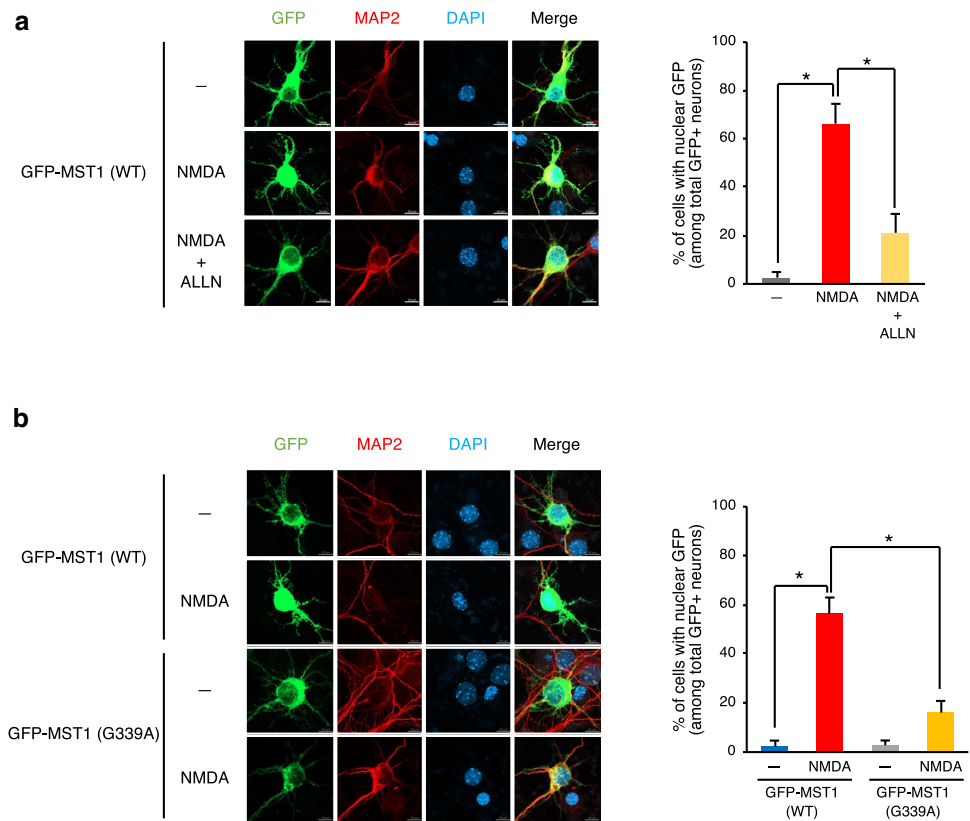 a
GFP MAP2 DAPI Merge
–
GFP-MST1 (WT)
NMDA
NMDA
+
ALLN
% of cells with nuclear GFP
(among total GFP+ neurons)
100
80
60
40
20
0
* *
– NMDA NMDA
+
ALLN
b
GFP MAP2 DAPI Merge
–
GFP-MST1 (WT)
NMDA
–
GFP-MST1 (G339A)
NMDA
% of cells with nuclear GFP
(among total GFP+ neurons)
100
80
60
40
20
0
* *
– NMDA – NMDA
GFP-MST1 GFP-MST1
(WT) (G339A)